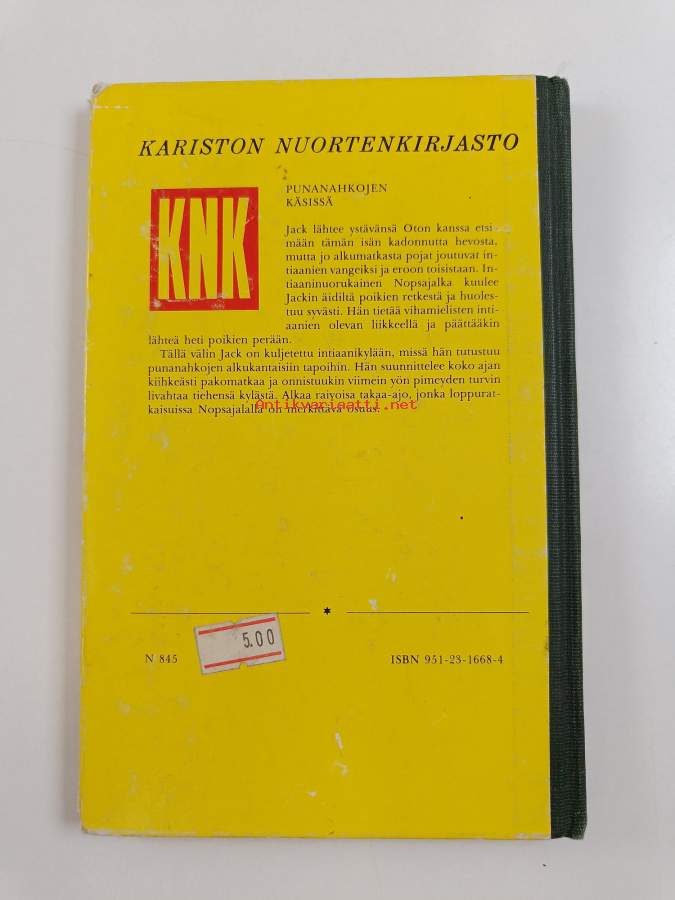 KARISTON NUORTENKIRJASTO
KNK
PUNANAHKOJEN
KÄSISSÄ
Jack lähtee ystävänsä Oton kanssa etsi-
mään tämän isän kadonnutta hevosta,
mutta jo alkumatkasta pojat joutuvat in-
tiaanien vangeiksi ja eroon toisistaan. In-
tiaaninuorukainen Nopsajalka kuulee
Jackin äidiltä poikien retkestä ja huoles-
tuu syvästi. Hän tietää vihamielisten inti-
aanien olevan liikkeellä ja päättääkin
lähteä heti poikien perään.
Tällä välin Jack on kuljetettu intiaanikylään, missä hän tutustuu
punanahkojen alkukantaisiin tapoihin. Hän suunnittelee koko ajan
kiihkeästi pakomatkaa ja onnistuukin viimein yön pimeyden turvin
livahtaa tiehensä kylästä. Alkaa raivoisa takaa-ajo, jonka loppurat-
kaisuissa Nopsajalalla on merkittävä osuus.
Antikvariaatti.net
5.00
N 845
ISBN 951-23-1668-4